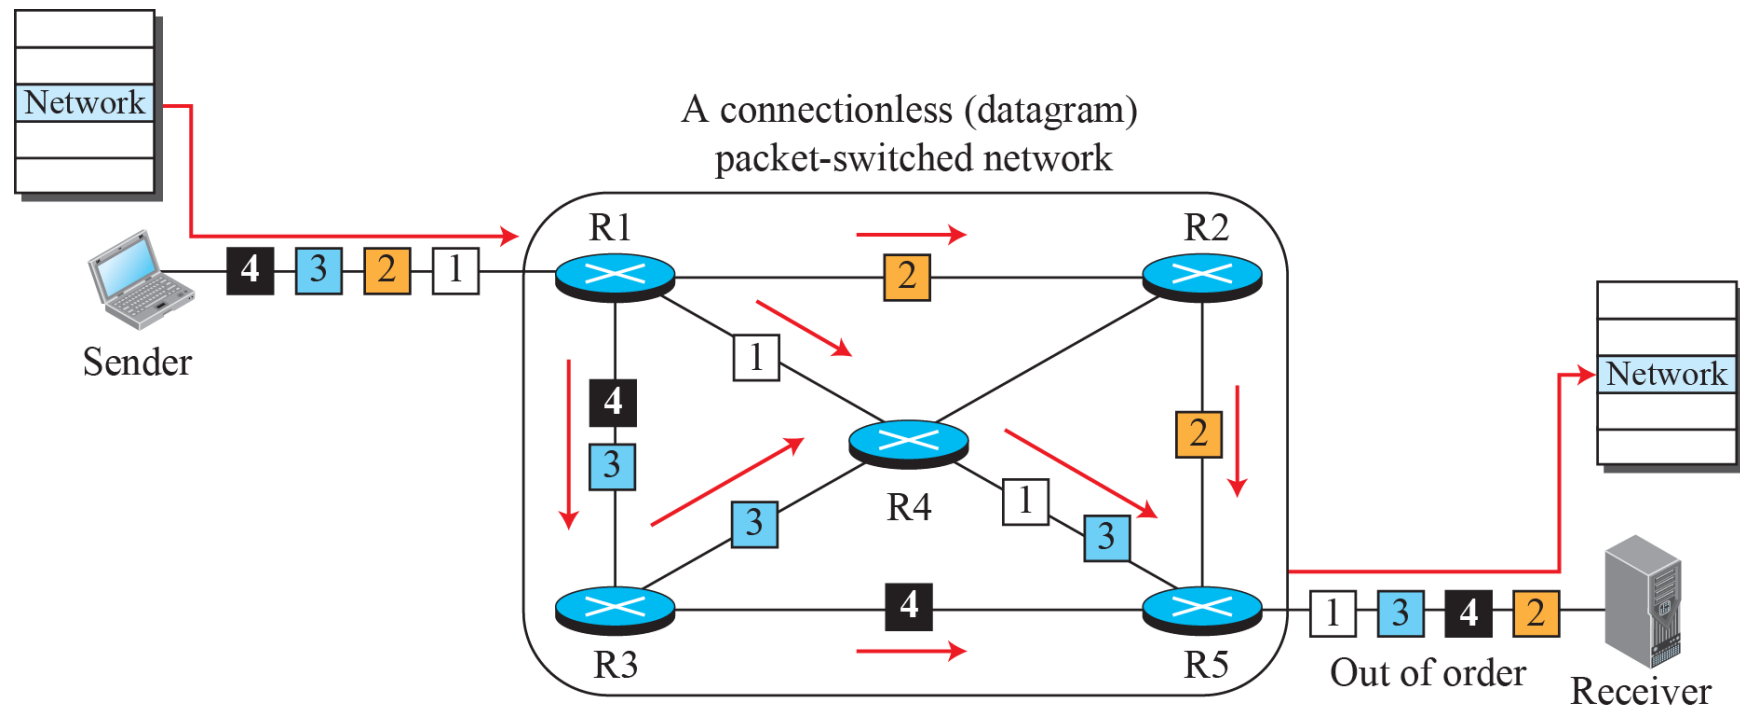 Network
A connectionless (datagram)
packet-switched network
R1
R2
2
4 3 2 1
Sender
1
Network
4
2
3
R4
1
3
3
4
1 3 4 2
R3
R5
Out of order
Receiver